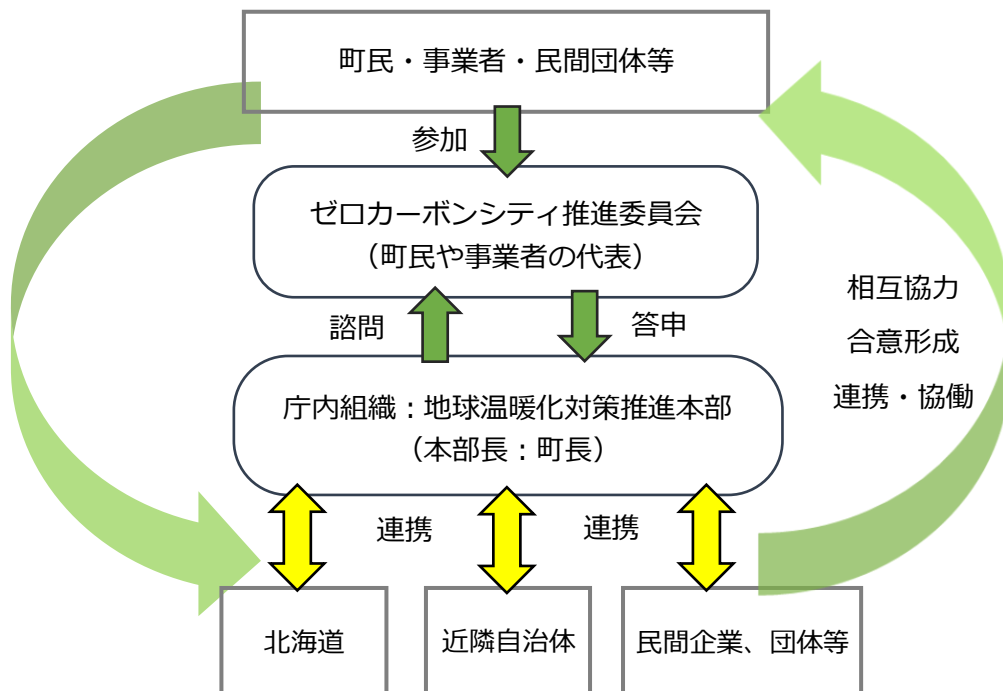 町民・事業者・民間団体等
参加
ゼロカーボンシティ推進委員会
（町民や事業者の代表）
諮問
答申
相互協力
合意形成
連携・協働
庁内組織：地球温暖化対策推進本部
（本部長：町長）
連携
連携
北海道
近隣自治体
民間企業、団体等